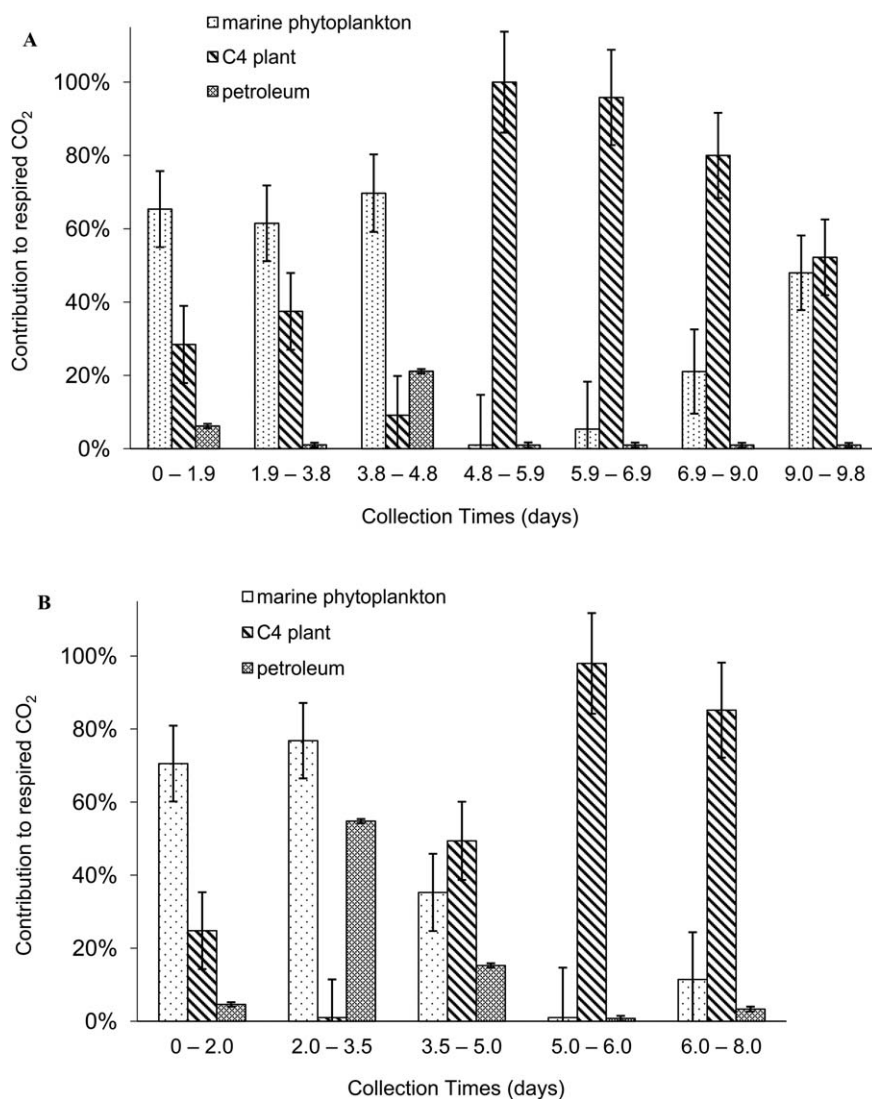 A
marine phytoplankton
C4 plant
petroleum
Contribution to respired CO₂
100%
80%
60%
40%
20%
0%
0 – 1.9 1.9 – 3.8 3.8 – 4.8 4.8 – 5.9 5.9 – 6.9 6.9 – 9.0 9.0 – 9.8
Collection Times (days)
B
marine phytoplankton
C4 plant
petroleum
Contribution to respired CO₂
100%
80%
60%
40%
20%
0%
0 – 2.0 2.0 – 3.5 3.5 – 5.0 5.0 – 6.0 6.0 – 8.0
Collection Times (days)